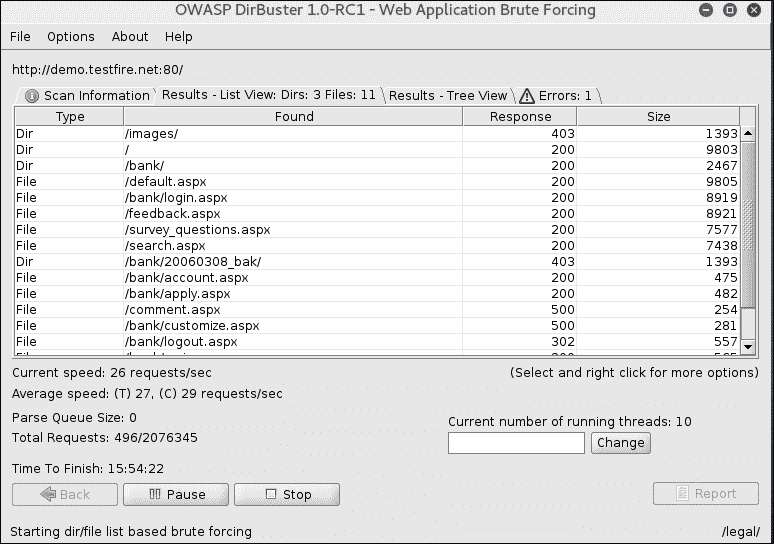 OWASP DirBuster 1.0-RC1 - Web Application Brute Forcing
File Options About Help
http://demo.testfire.net:80/
Scan Information Results - List View: Dirs: 3 Files: 11 Results - Tree View Errors: 1
Type Found Response Size
Dir /images/ 403 1393
Dir / 200 9803
Dir /bank/ 200 2467
File /default.aspx 200 9805
File /bank/login.aspx 200 8919
File /feedback.aspx 200 8921
File /survey_questions.aspx 200 7577
File /search.aspx 200 7438
Dir /bank/20060308_bak/ 403 1393
File /bank/account.aspx 200 475
File /bank/apply.aspx 200 482
File /comment.aspx 500 254
File /bank/customize.aspx 500 281
File /bank/logout.aspx 302 557
Current speed: 26 requests/sec (Select and right click for more options)
Average speed: (T) 27, (C) 29 requests/sec
Parse Queue Size: 0
Current number of running threads: 10
Total Requests: 496/2076345
Change
Time To Finish: 15:54:22
Back Pause Stop Report
Starting dir/file list based brute forcing /legal/